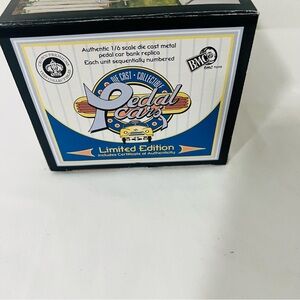 Authentic 1/6 scale die cast metal
pedal car bank replica
Each unit sequentially numbered
BMC
DIE CAST • COLLECTIBLE
Pedal
cars
Limited Edition
Includes Certificate of Authenticity